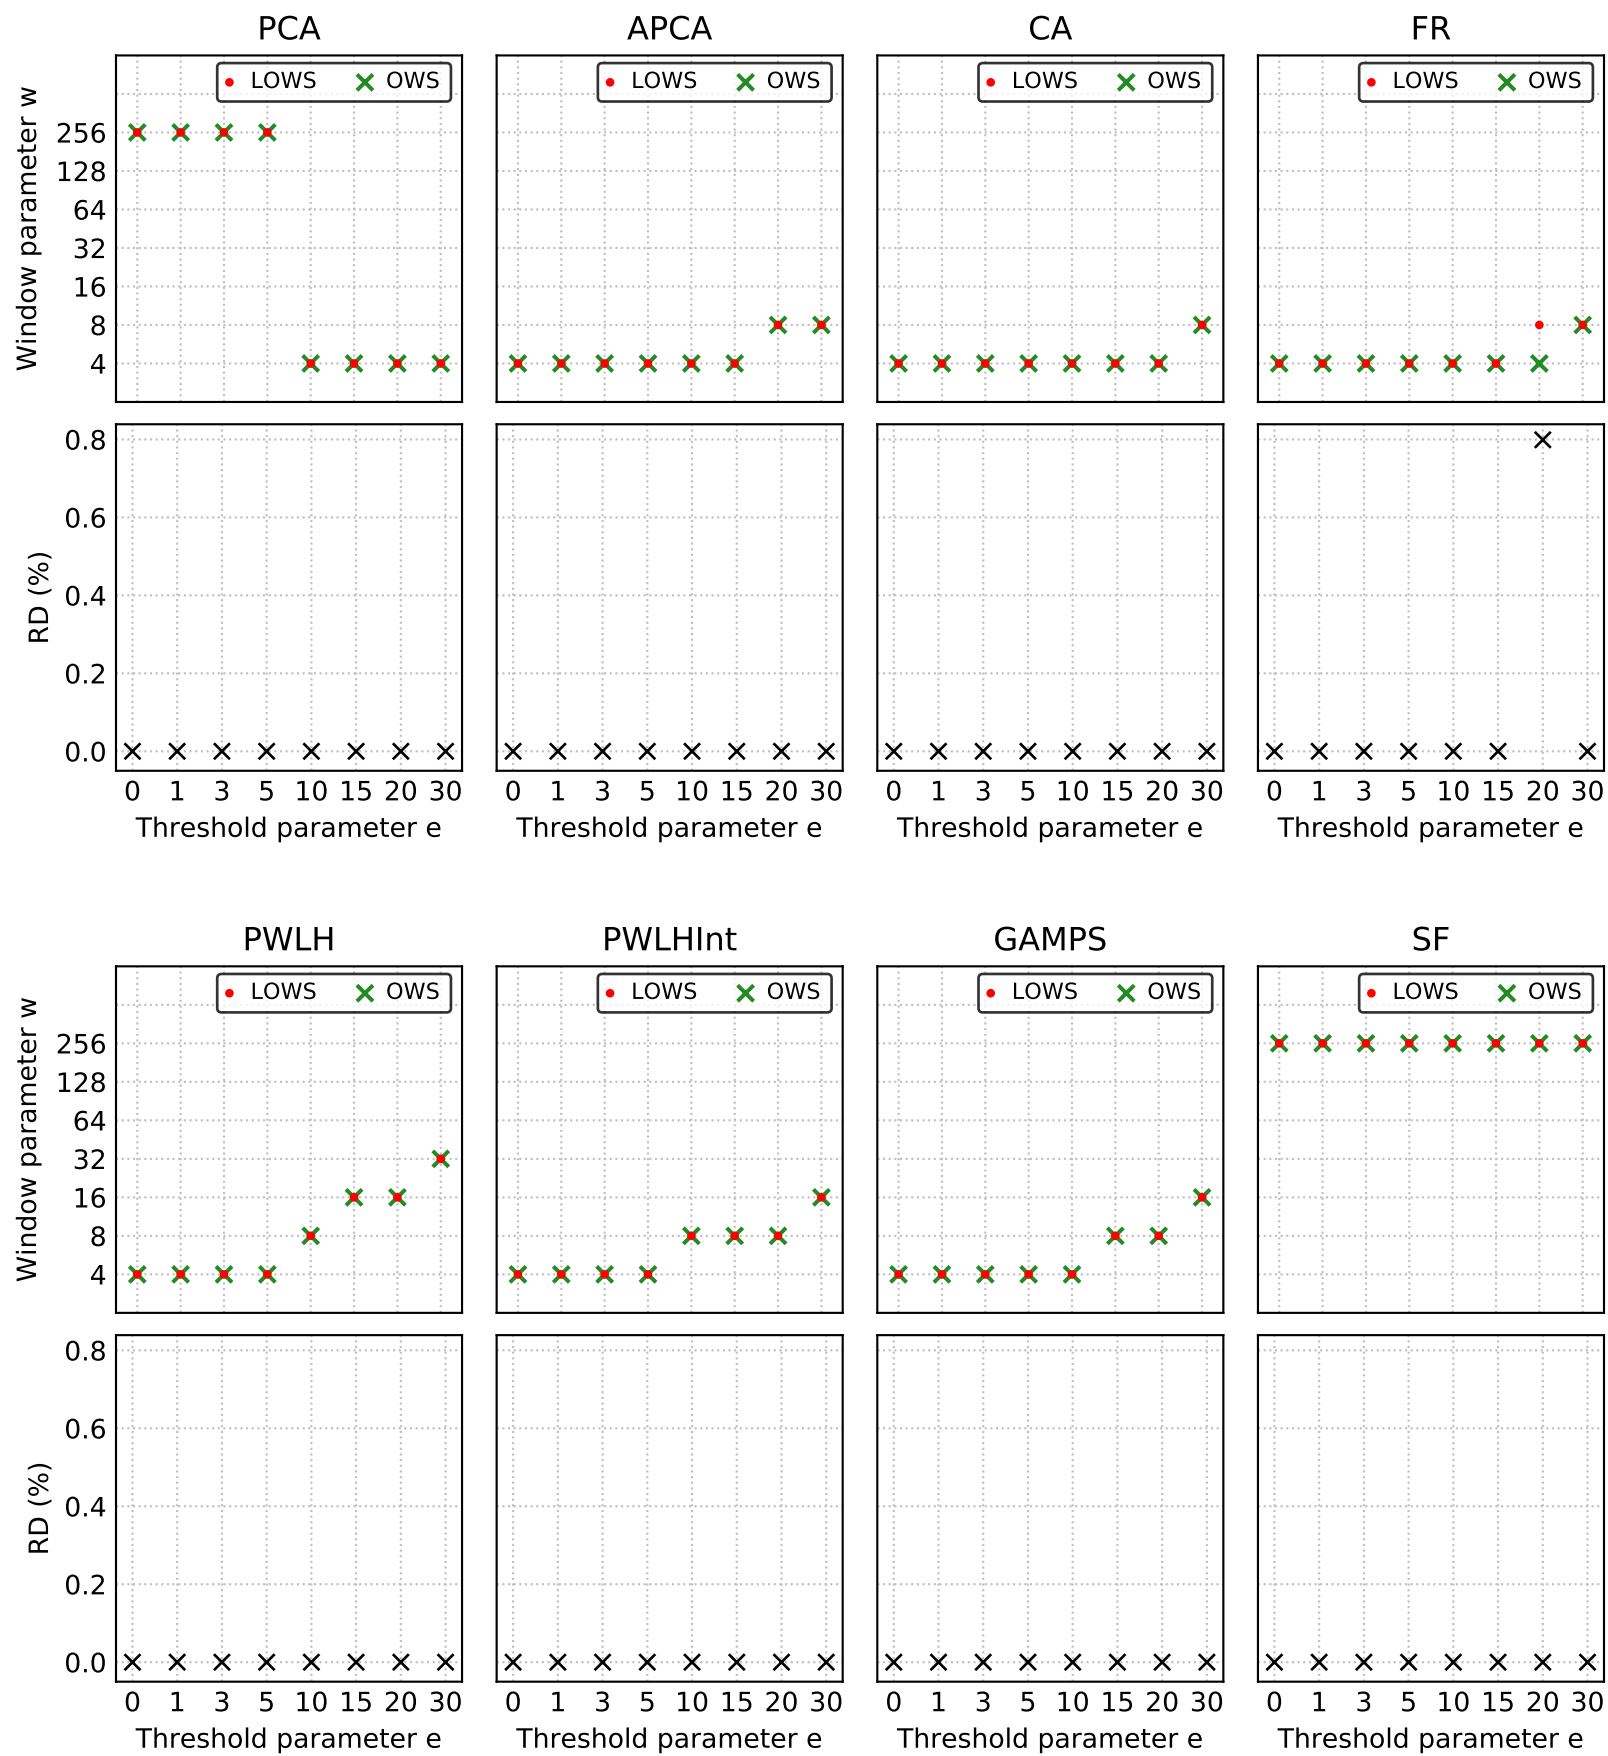 PCA APCA CA FR
LOWS OWS LOWS OWS LOWS OWS LOWS OWS
Window parameter w
256
128
64
32
16
8
4
RD (%)
0.8
0.6
0.4
0.2
0.0
0 1 3 5 10 15 20 30 0 1 3 5 10 15 20 30 0 1 3 5 10 15 20 30 0 1 3 5 10 15 20 30
Threshold parameter e Threshold parameter e Threshold parameter e Threshold parameter e
PWLH PWLHInt GAMPS SF
LOWS OWS LOWS OWS LOWS OWS LOWS OWS
Window parameter w
256
128
64
32
16
8
4
RD (%)
0.8
0.6
0.4
0.2
0.0
0 1 3 5 10 15 20 30 0 1 3 5 10 15 20 30 0 1 3 5 10 15 20 30 0 1 3 5 10 15 20 30
Threshold parameter e Threshold parameter e Threshold parameter e Threshold parameter e